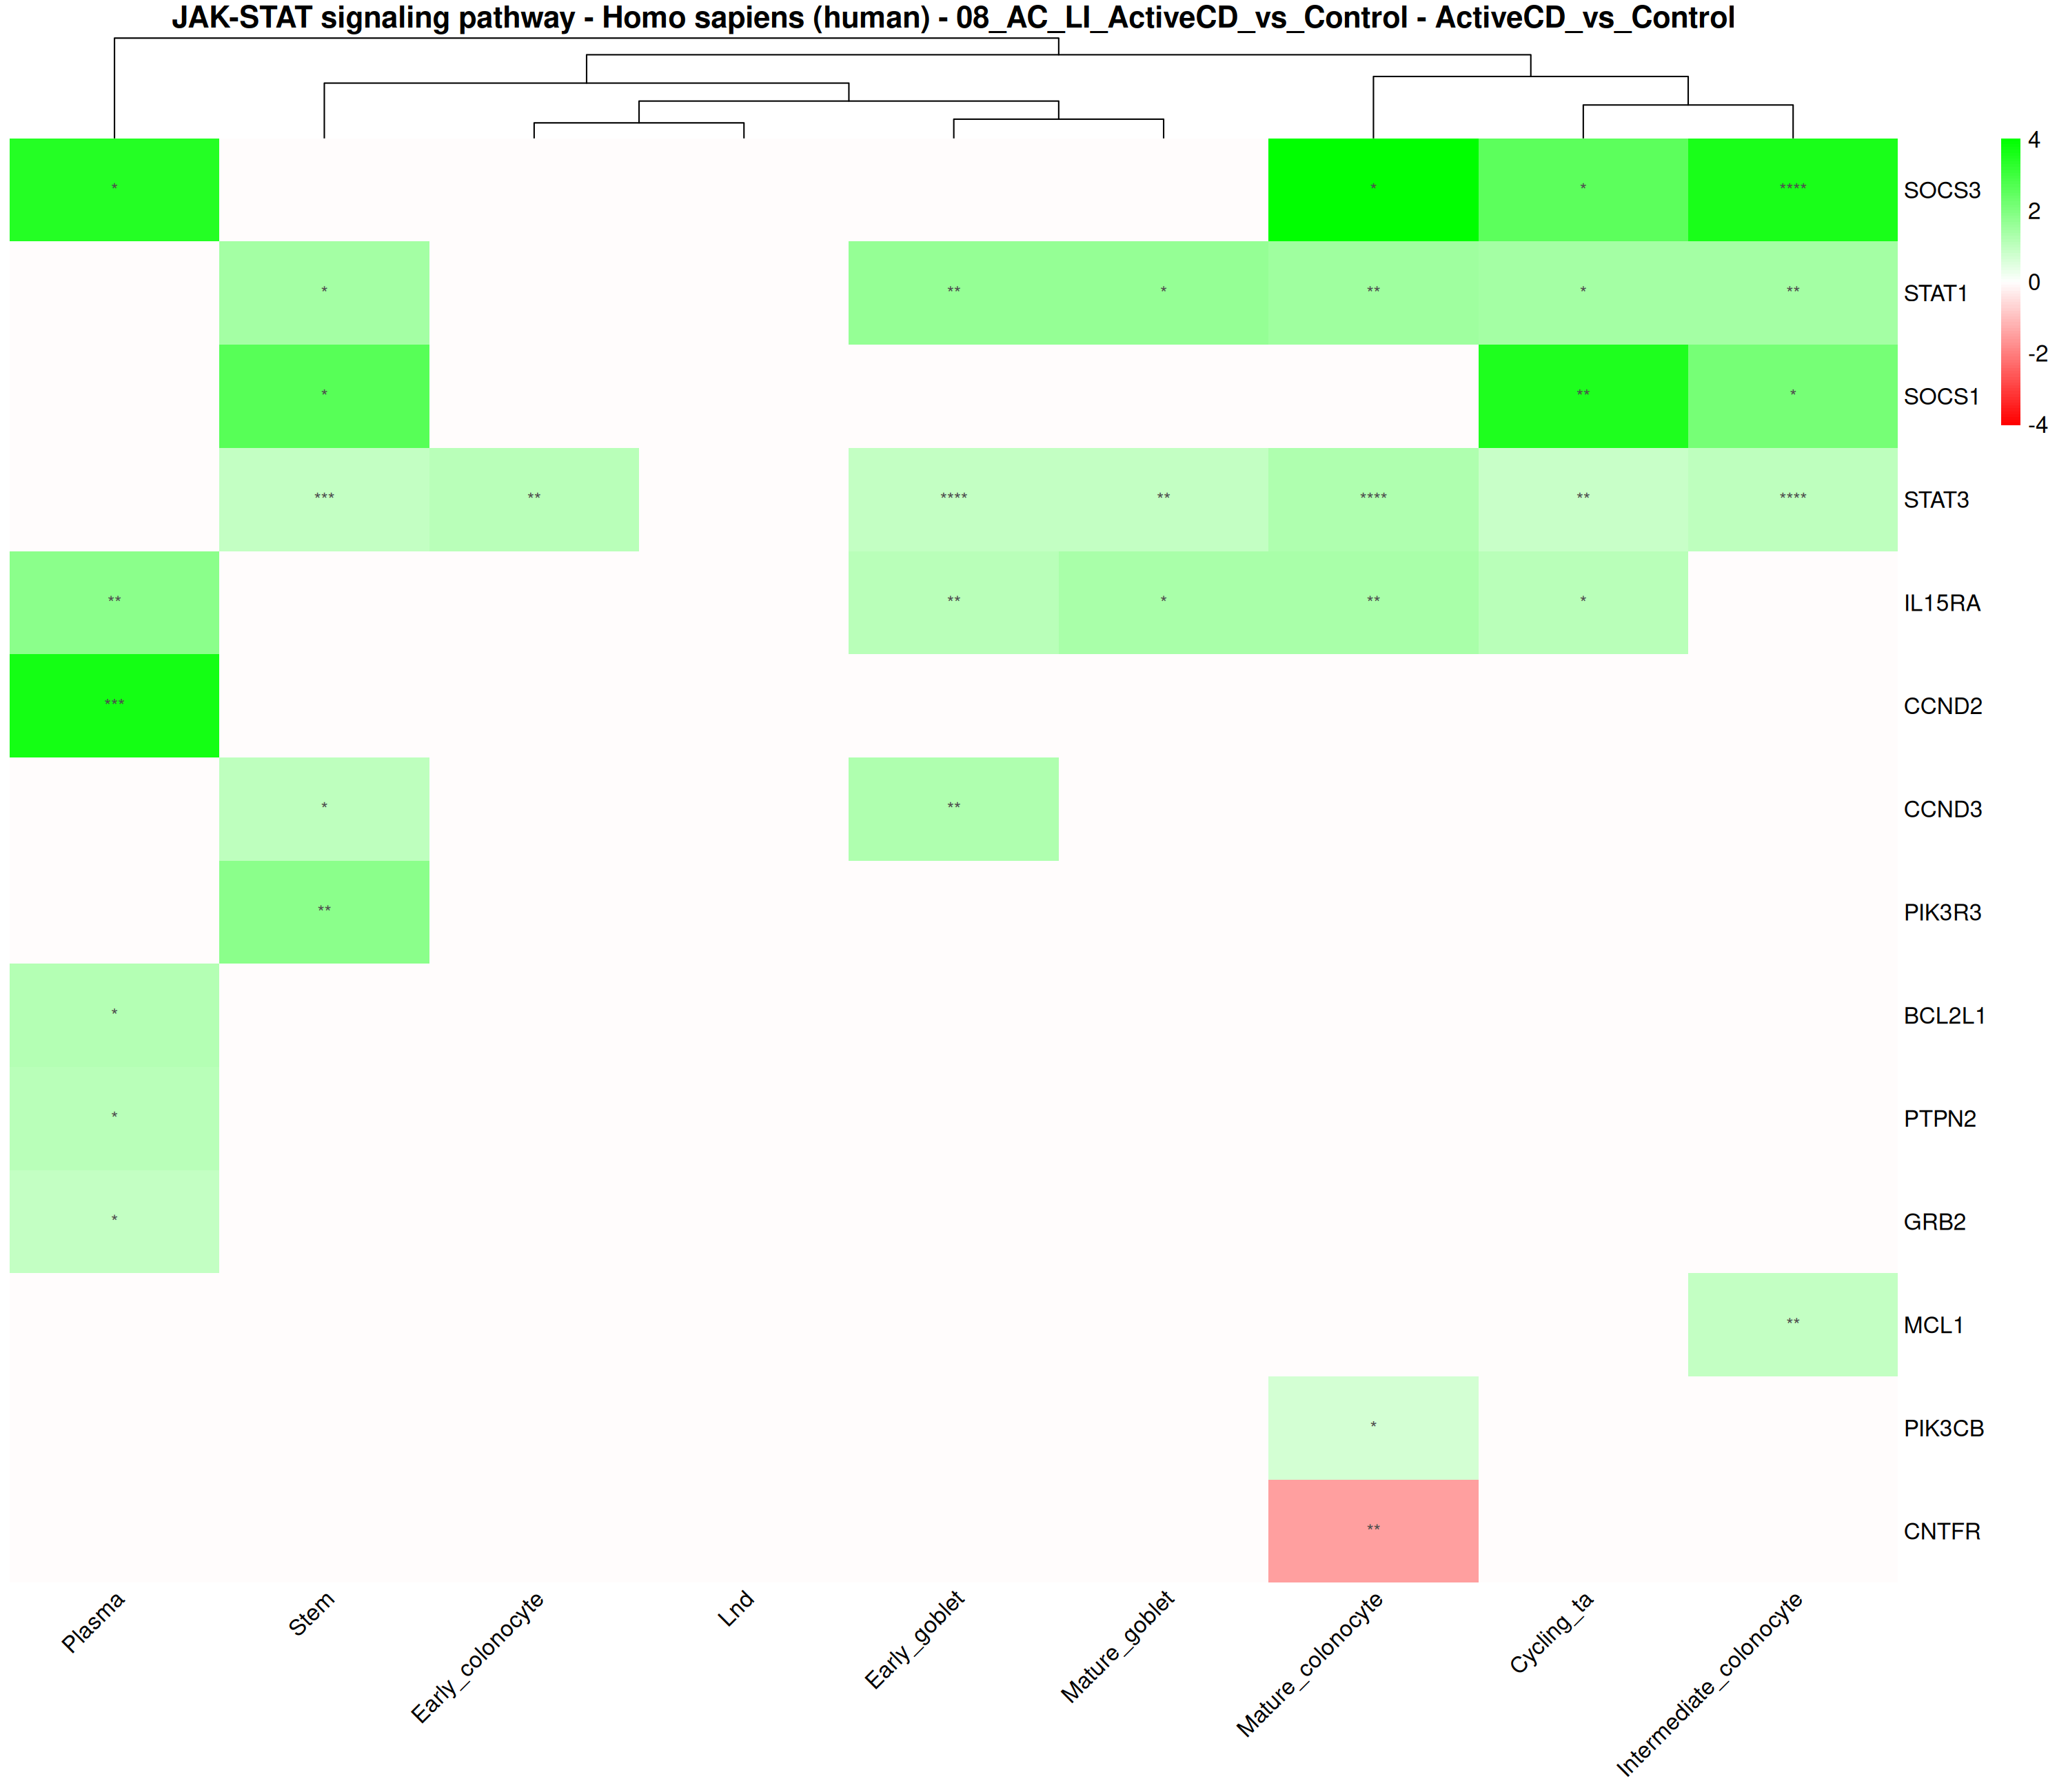 JAK-STAT signaling pathway - Homo sapiens (human) - 08_AC_LI_ActiveCD_vs_Control - ActiveCD_vs_Control
4
2
0
-2
-4
* * * **** SOCS3
* ** * ** * ** STAT1
* ** * SOCS1
*** ** **** ** **** ** **** STAT3
** ** * ** * IL15RA
*** CCND2
* ** CCND3
** PIK3R3
* BCL2L1
* PTPN2
* GRB2
** MCL1
* PIK3CB
** CNTFR
Plasma
Stem
Early_colonocyte
Lnd
Early_goblet
Mature_goblet
Mature_colonocyte
Cycling_ta
Intermediate_colonocyte